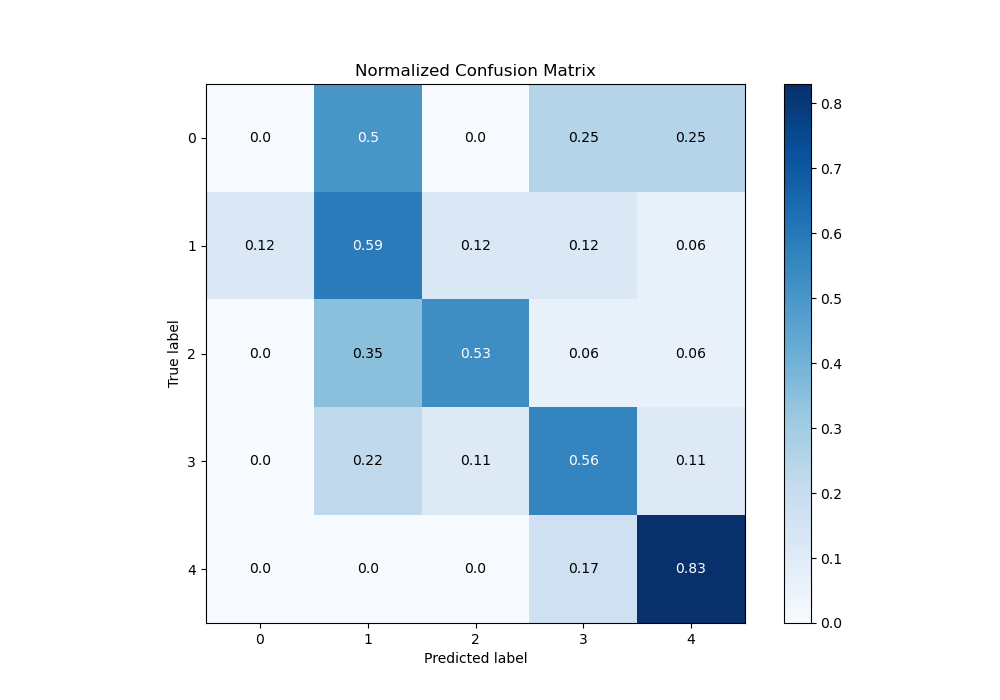 Normalized Confusion Matrix
True label
0 0.0 0.5 0.0 0.25 0.25
1 0.12 0.59 0.12 0.12 0.06
2 0.0 0.35 0.53 0.06 0.06
3 0.0 0.22 0.11 0.56 0.11
4 0.0 0.0 0.0 0.17 0.83
0 1 2 3 4
Predicted label
0.8
0.7
0.6
0.5
0.4
0.3
0.2
0.1
0.0